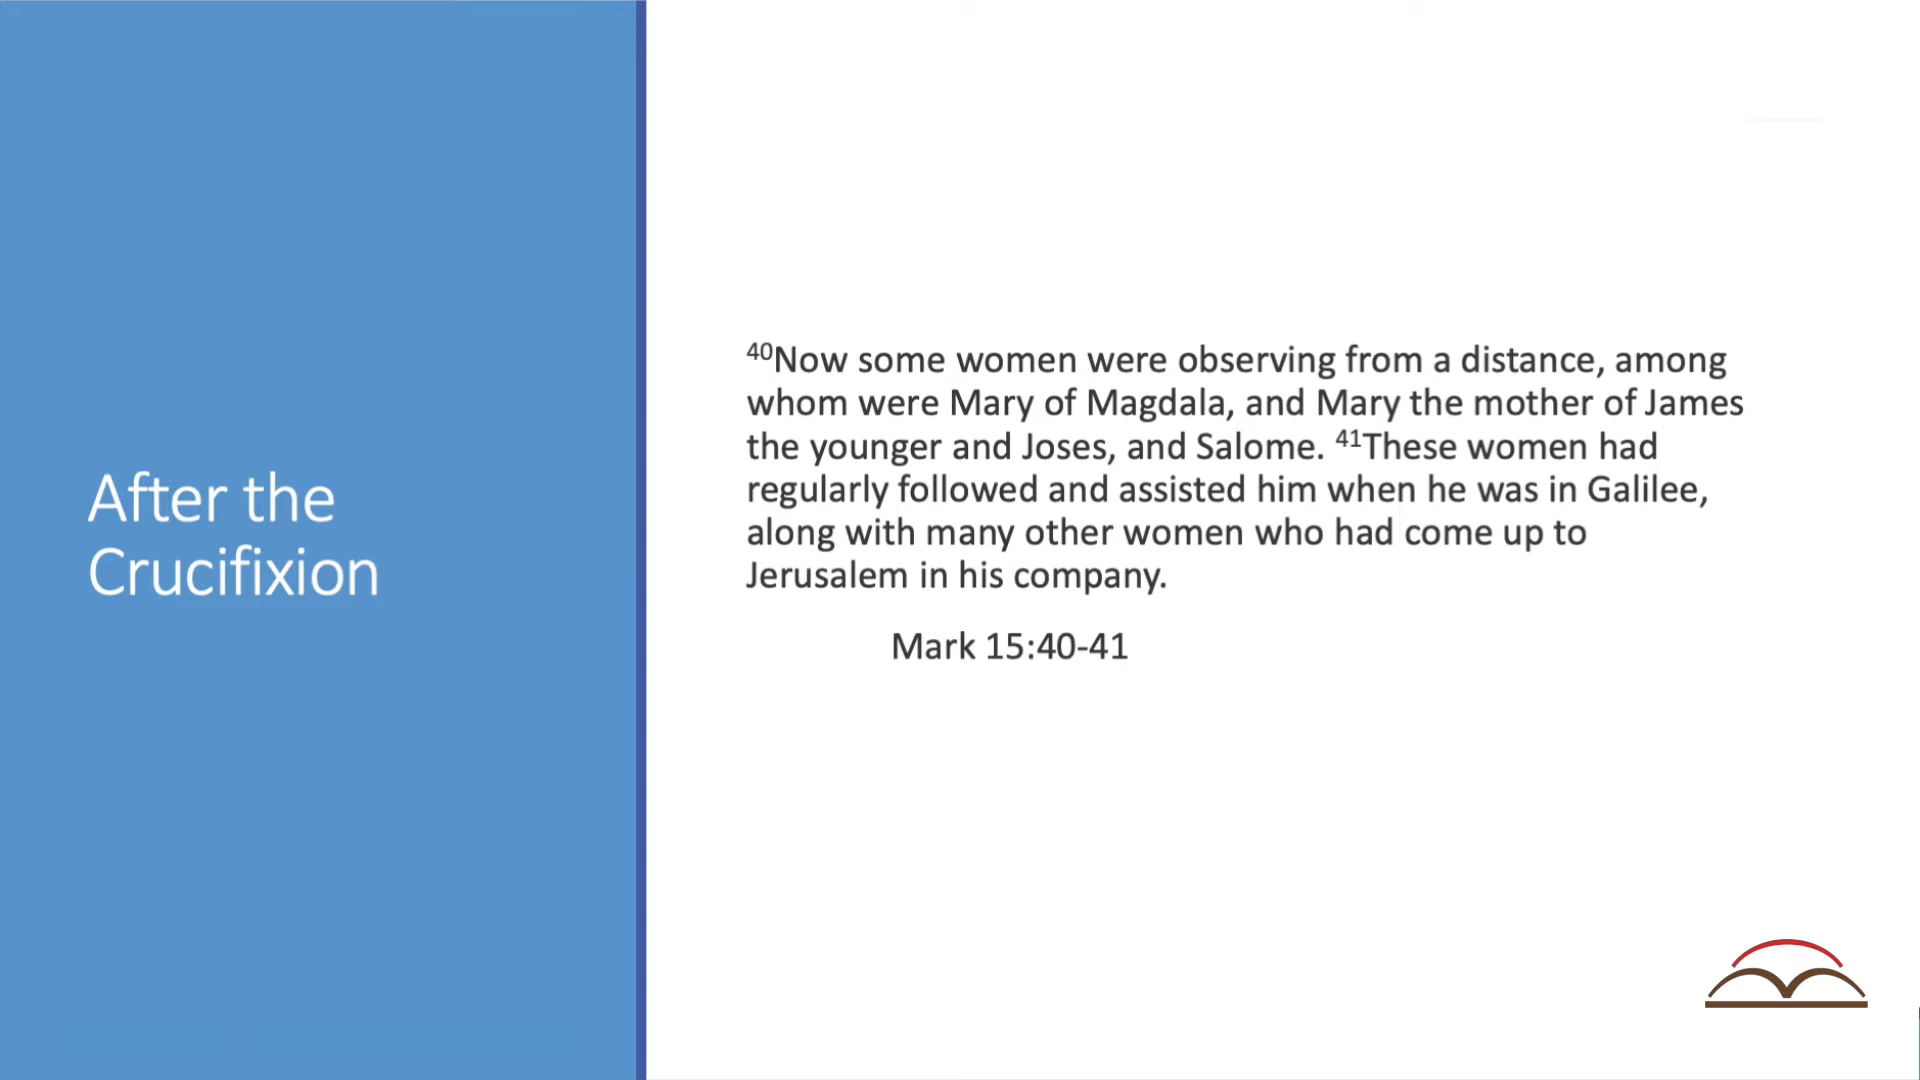 After the
Crucifixion
⁴⁰Now some women were observing from a distance, among
whom were Mary of Magdala, and Mary the mother of James
the younger and Joses, and Salome. ⁴¹These women had
regularly followed and assisted him when he was in Galilee,
along with many other women who had come up to
Jerusalem in his company.
Mark 15:40-41